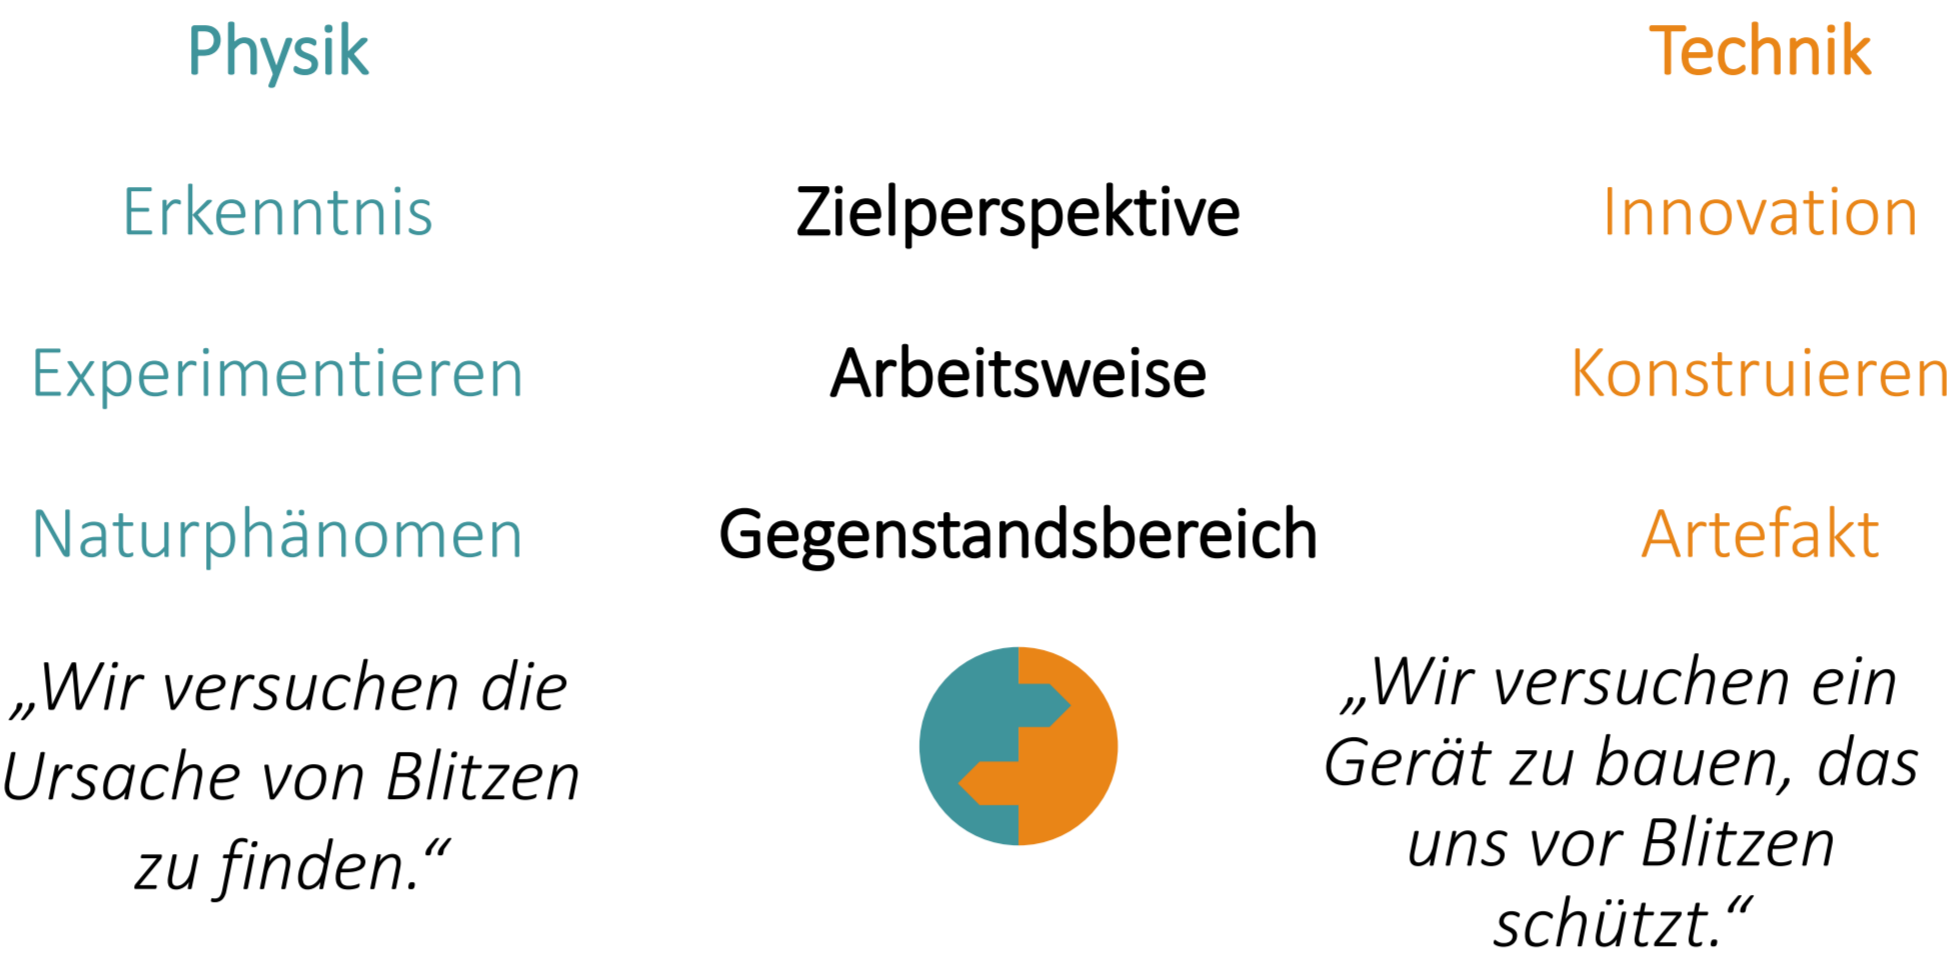 Physik
Technik
Erkenntnis
Zielperspektive
Innovation
Experimentieren
Arbeitsweise
Konstruieren
Naturphänomen
Gegenstandsbereich
Artefakt
„Wir versuchen die
Ursache von Blitzen
zu finden.“
„Wir versuchen ein
Gerät zu bauen, das
uns vor Blitzen
schützt.“